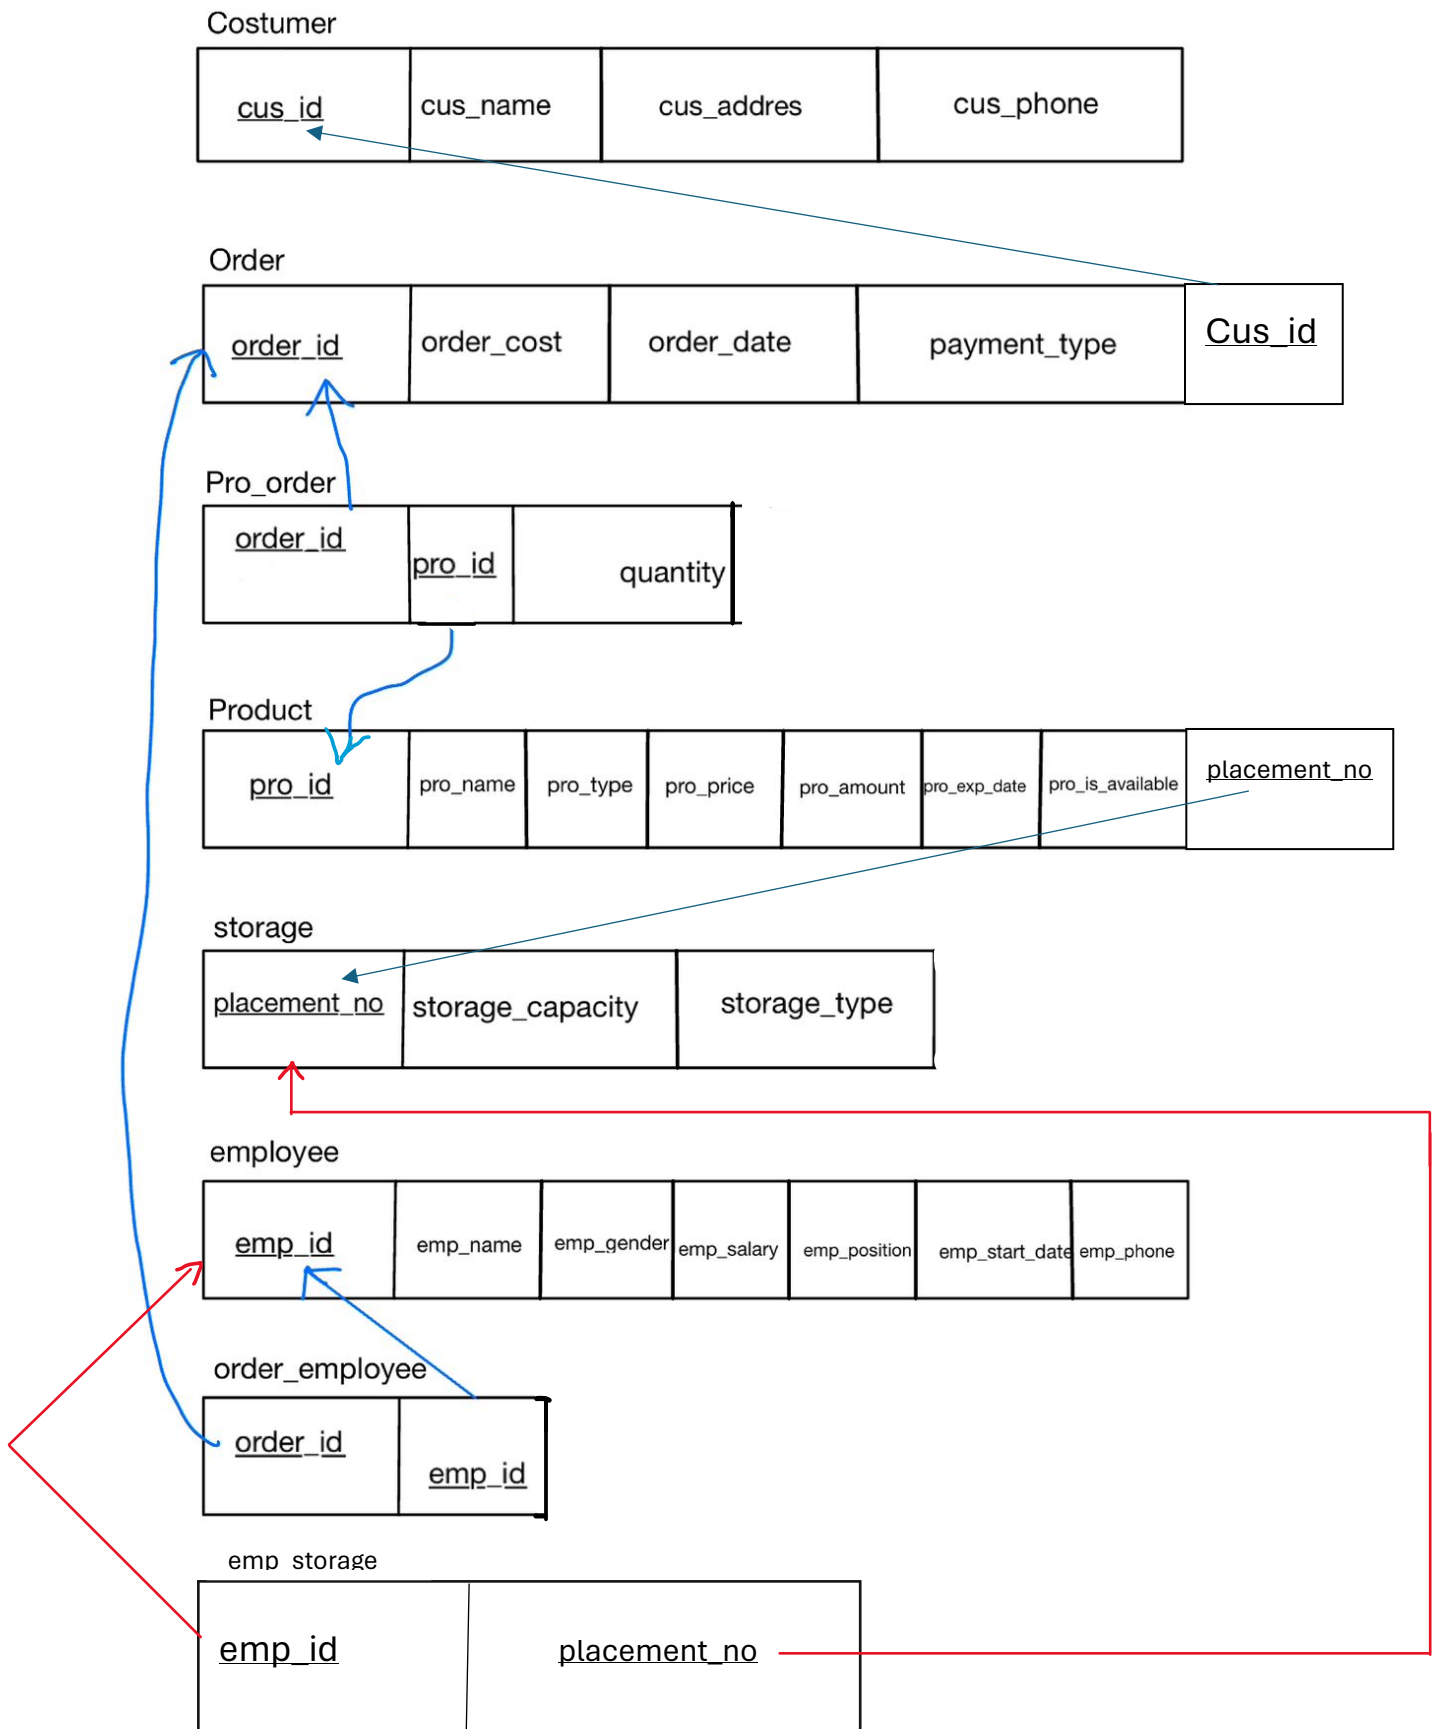 Costumer
cus_id cus_name cus_addres cus_phone
Order
order_id order_cost order_date payment_type Cus_id
Pro_order
order_id pro_id quantity
Product
pro_id pro_name pro_type pro_price pro_amount pro_exp_date pro_is_available placement_no
storage
placement_no storage_capacity storage_type
employee
emp_id emp_name emp_gender emp_salary emp_position emp_start_date emp_phone
order_employee
order_id emp_id
emp_storage
emp_id placement_no